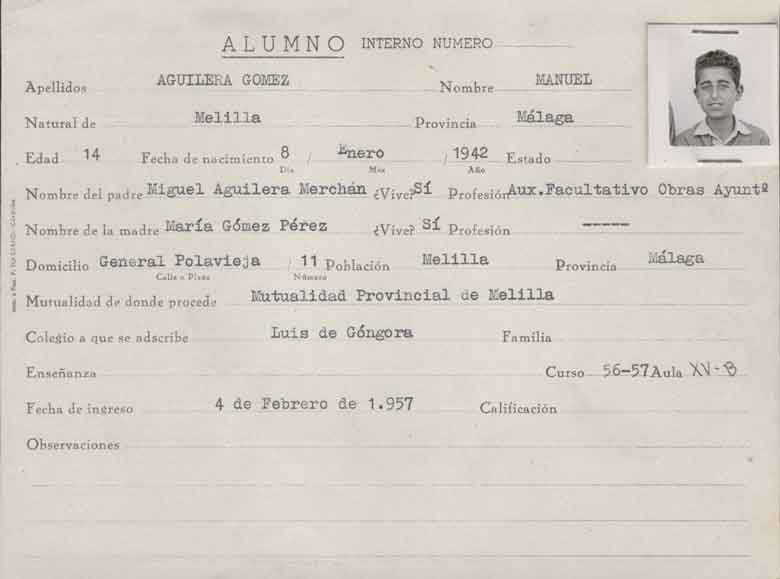 ALUMNO INTERNO NUMERO
Apellidos AGUILERA GOMEZ Nombre MANUEL
Natural de Melilla Provincia Málaga
Edad 14 Fecha de nacimiento 8 / Enero / 1942 Estado
Día Mes Año
Nombre del padre Miguel Aguilera Merchán ¿Vive? Sí Profesión Aux.Facultativo Obras Ayuntº
Nombre de la madre María Gómez Pérez ¿Vive? Sí Profesión ----
Domicilio General Polavieja / 11 Población Melilla Provincia Málaga
Calle o Plaza Número
Mutualidad de donde procede Mutualidad Provincial de Melilla
Colegio a que se adscribe Luis de Góngora Familia
Enseñanza Curso 56-57 Aula XV-B
Fecha de ingreso 4 de Febrero de 1.957 Calificación
Observaciones